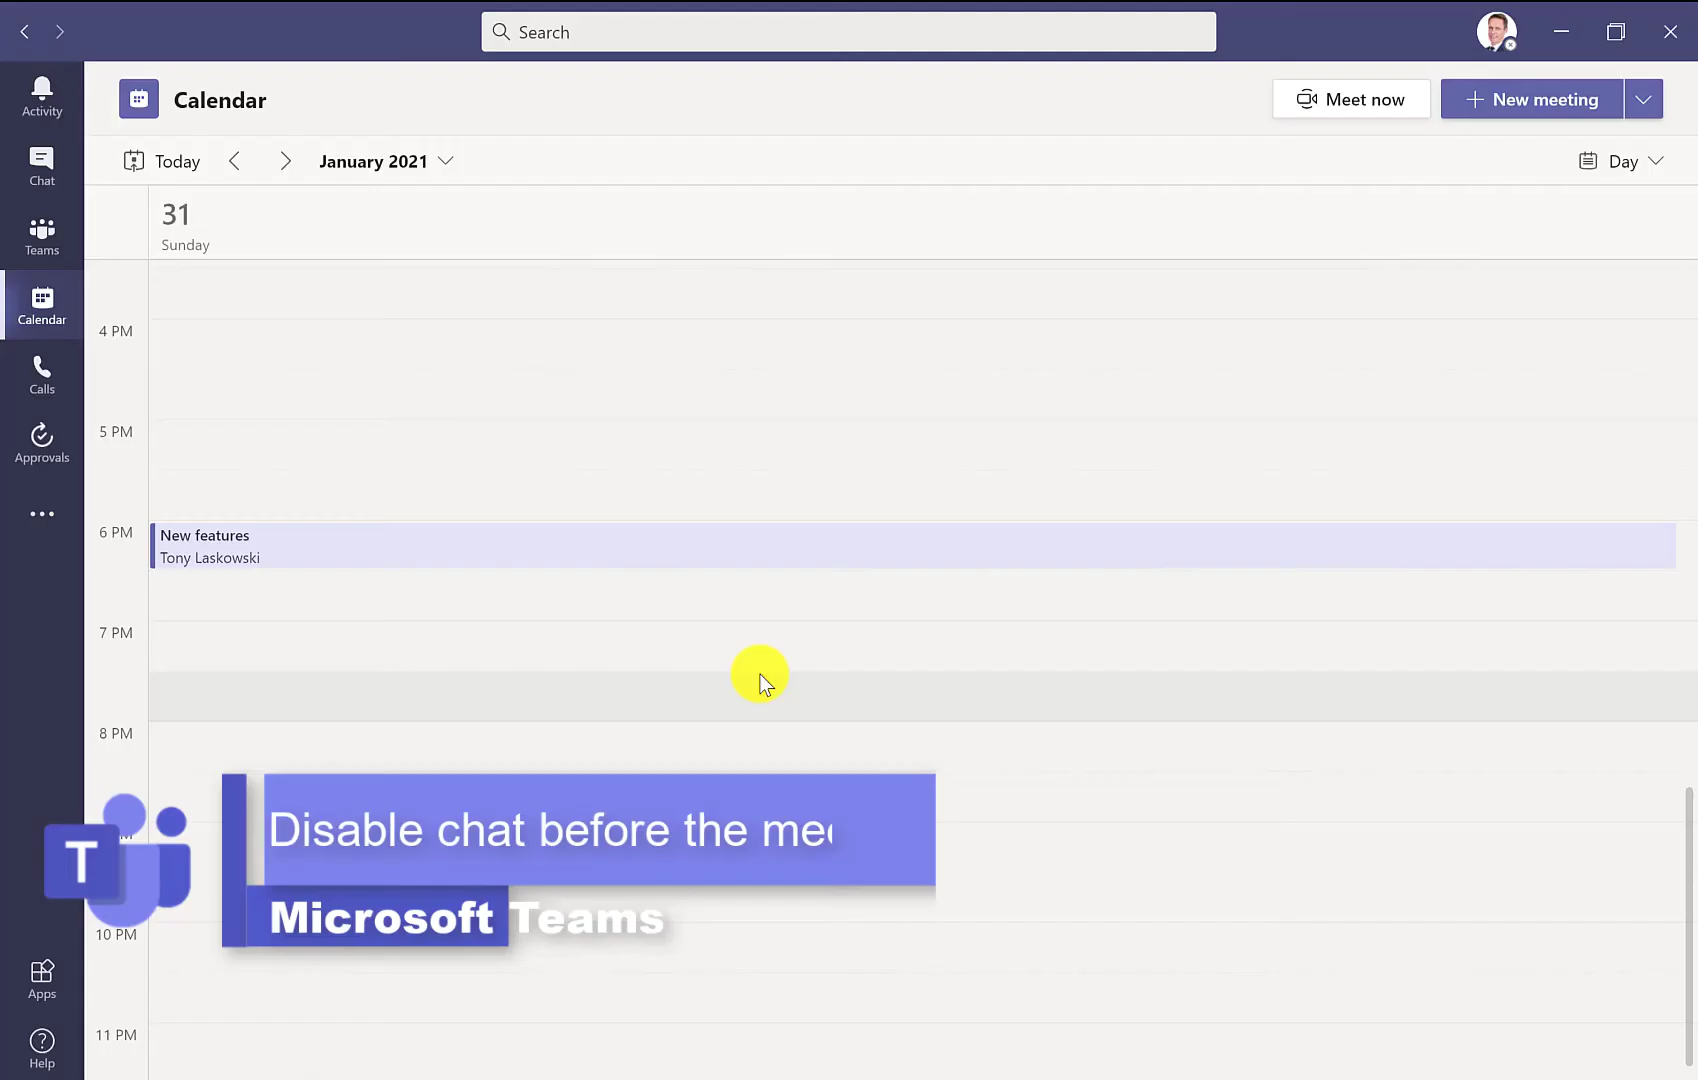 Search
Activity
Chat
Teams
Calendar
Calls
Approvals
Apps
Help
Calendar
Meet now
New meeting
Today
January 2021
Day
31
Sunday
4 PM
5 PM
6 PM
New features
Tony Laskowski
7 PM
8 PM
10 PM
11 PM
T
Disable chat before the
Microsoft Teams